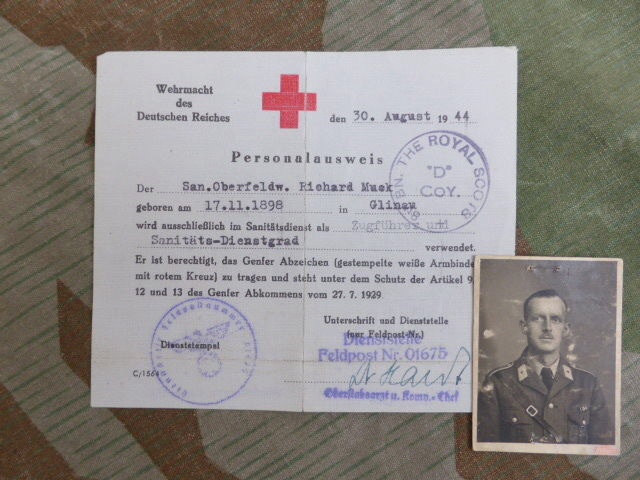 Wehrmacht
des
Deutschen Reiches
den 30. August 1944
Personalausweis
Der San.Oberfeldw. Richard Muck
geboren am 17.11.1898 in Glinau
wird ausschließlich im Sanitätsdienst als Zugführer und
Sanitäts-Dienstgrad verwendet.
Er ist berechtigt, das Genfer Abzeichen (gestempelte weiße Armbinde
mit rotem Kreuz) zu tragen und steht unter dem Schutz der Artikel 9,
12 und 13 des Genfer Abkommens vom 27. 7. 1929.
BN. THE ROYAL SCOTS
"D"
COY.
Unterschrift und Dienststelle
(nur Feldpost-Nr.)
Dienststempel
Dienststelle
Feldpost Nr. 01675
Oberstabsarzt u. Komp.-Chef
C/1564